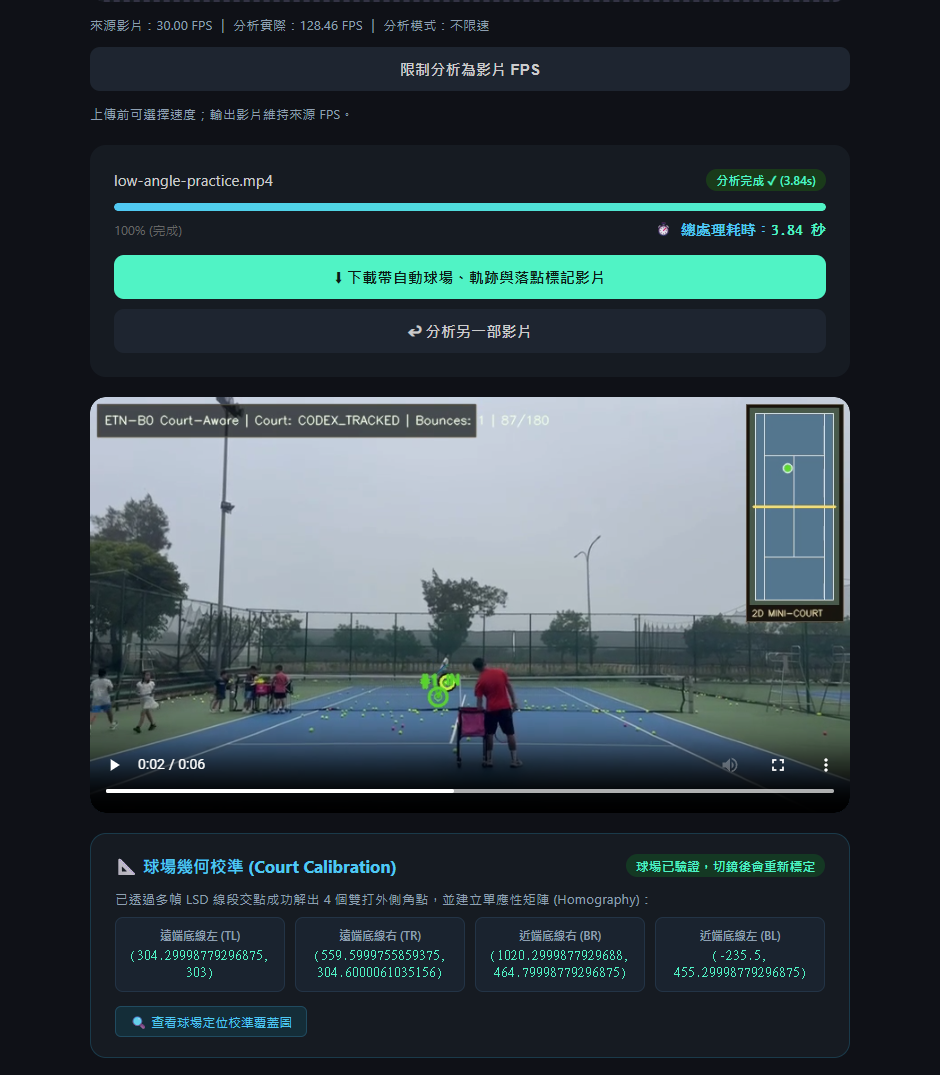 來源影片：30.00 FPS | 分析實際：128.46 FPS | 分析模式：不限速
限制分析為影片 FPS
上傳前可選擇速度；輸出影片維持來源 FPS。
low-angle-practice.mp4
分析完成 ✓ (3.84s)
100% (完成)
總處理耗時：3.84 秒
⬇ 下載帶自動球場、軌跡與落點標記影片
↩ 分析另一部影片
ETN-BO Court-Aware | Court: CODEX_TRACKED | Bounces: 1 | 87/180
2D MINI-COURT
0:02 / 0:06
球場幾何校準 (Court Calibration)
球場已驗證，切鏡後會重新標定
已透過多幀 LSD 線段交點成功解出 4 個雙打外側角點，並建立單應性矩陣 (Homography)：
遠端底線左 (TL)
(304.29998779296875,
303)
遠端底線右 (TR)
(559.5999755859375,
304.6000061035156)
近端底線右 (BR)
(1020.2999877929688,
464.79998779296875)
近端底線左 (BL)
(-235.5,
455.29998779296875)
查看球場定位校準覆蓋圖